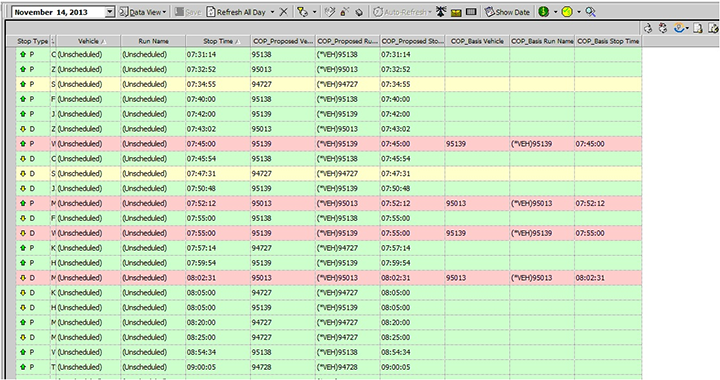 November 14, 2013 Data View Save Refresh All Day Auto-Refresh Show Date
Stop Type Vehicle Run Name Stop Time COP_Proposed Ve... COP_Proposed Ru... COP_Proposed Sto... COP_Basis Vehicle COP_Basis Run Name COP_Basis Stop Time
P C (Unscheduled) (Unscheduled) 07:31:14 95138 (*VEH)95138 07:31:14
P Z (Unscheduled) (Unscheduled) 07:32:52 95013 (*VEH)95013 07:32:52
P S (Unscheduled) (Unscheduled) 07:34:55 94727 (*VEH)94727 07:34:55
P F (Unscheduled) (Unscheduled) 07:40:00 95138 (*VEH)95138 07:40:00
P J (Unscheduled) (Unscheduled) 07:42:00 95139 (*VEH)95139 07:42:00
D Z (Unscheduled) (Unscheduled) 07:43:02 95013 (*VEH)95013 07:43:02
P (Unscheduled) (Unscheduled) 07:45:00 95139 (*VEH)95139 07:45:00 95139 (*VEH)95139 07:45:00
D C (Unscheduled) (Unscheduled) 07:45:54 95138 (*VEH)95138 07:45:54
D S (Unscheduled) (Unscheduled) 07:47:31 94727 (*VEH)94727 07:47:31
D J (Unscheduled) (Unscheduled) 07:50:48 95139 (*VEH)95139 07:50:48
P M (Unscheduled) (Unscheduled) 07:52:12 95013 (*VEH)95013 07:52:12 95013 (*VEH)95013 07:52:12
D F (Unscheduled) (Unscheduled) 07:55:00 95138 (*VEH)95138 07:55:00
D (Unscheduled) (Unscheduled) 07:55:00 95139 (*VEH)95139 07:55:00 95139 (*VEH)95139 07:55:00
P K (Unscheduled) (Unscheduled) 07:57:14 94727 (*VEH)94727 07:57:14
P H (Unscheduled) (Unscheduled) 07:59:54 95139 (*VEH)95139 07:59:54
D M (Unscheduled) (Unscheduled) 08:02:31 95013 (*VEH)95013 08:02:31 95013 (*VEH)95013 08:02:31
D K (Unscheduled) (Unscheduled) 08:05:00 94727 (*VEH)94727 08:05:00
D H (Unscheduled) (Unscheduled) 08:05:00 95139 (*VEH)95139 08:05:00
P M (Unscheduled) (Unscheduled) 08:20:00 94727 (*VEH)94727 08:20:00
D M (Unscheduled) (Unscheduled) 08:25:00 94727 (*VEH)94727 08:25:00
P V (Unscheduled) (Unscheduled) 08:54:34 95138 (*VEH)95138 08:54:34
P T (Unscheduled) (Unscheduled) 09:00:05 94728 (*VEH)94728 09:00:05